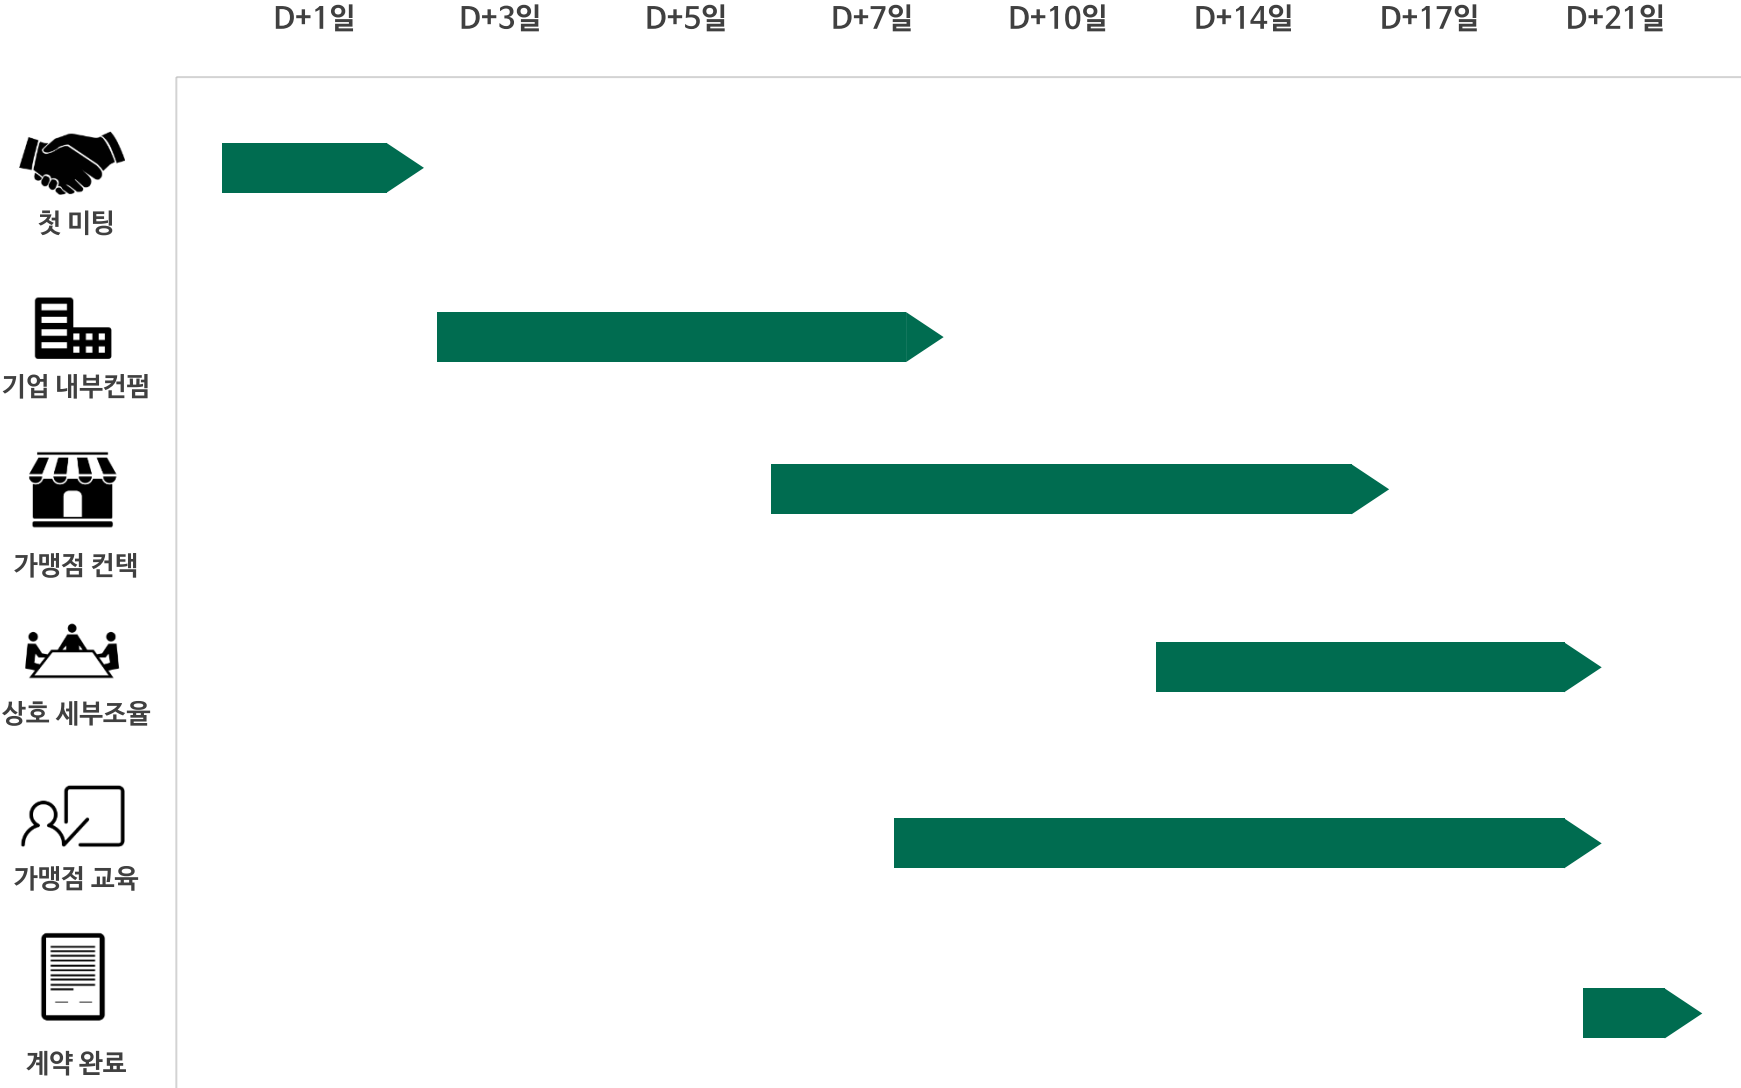 D+1일 D+3일 D+5일 D+7일 D+10일 D+14일 D+17일 D+21일
첫 미팅
기업 내부컨펌
가맹점 컨택
상호 세부조율
가맹점 교육
계약 완료